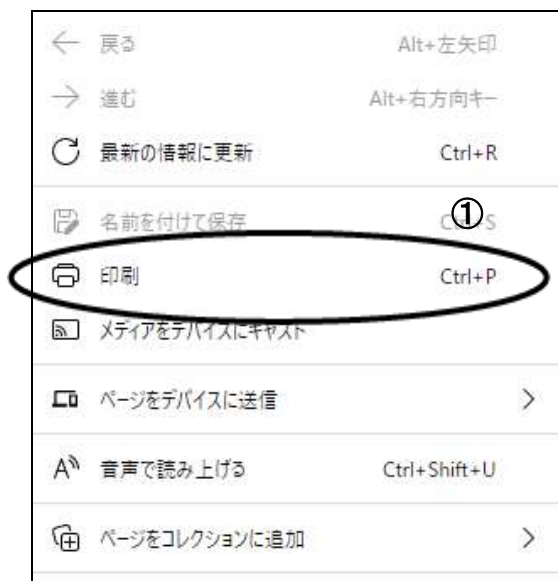 戻る Alt+左矢印
進む Alt+右方向キー
最新の情報に更新 Ctrl+R
①
名前を付けて保存
印刷 Ctrl+P
メディアをデバイスにキャスト
ページをデバイスに送信
音声で読み上げる Ctrl+Shift+U
ページをコレクションに追加